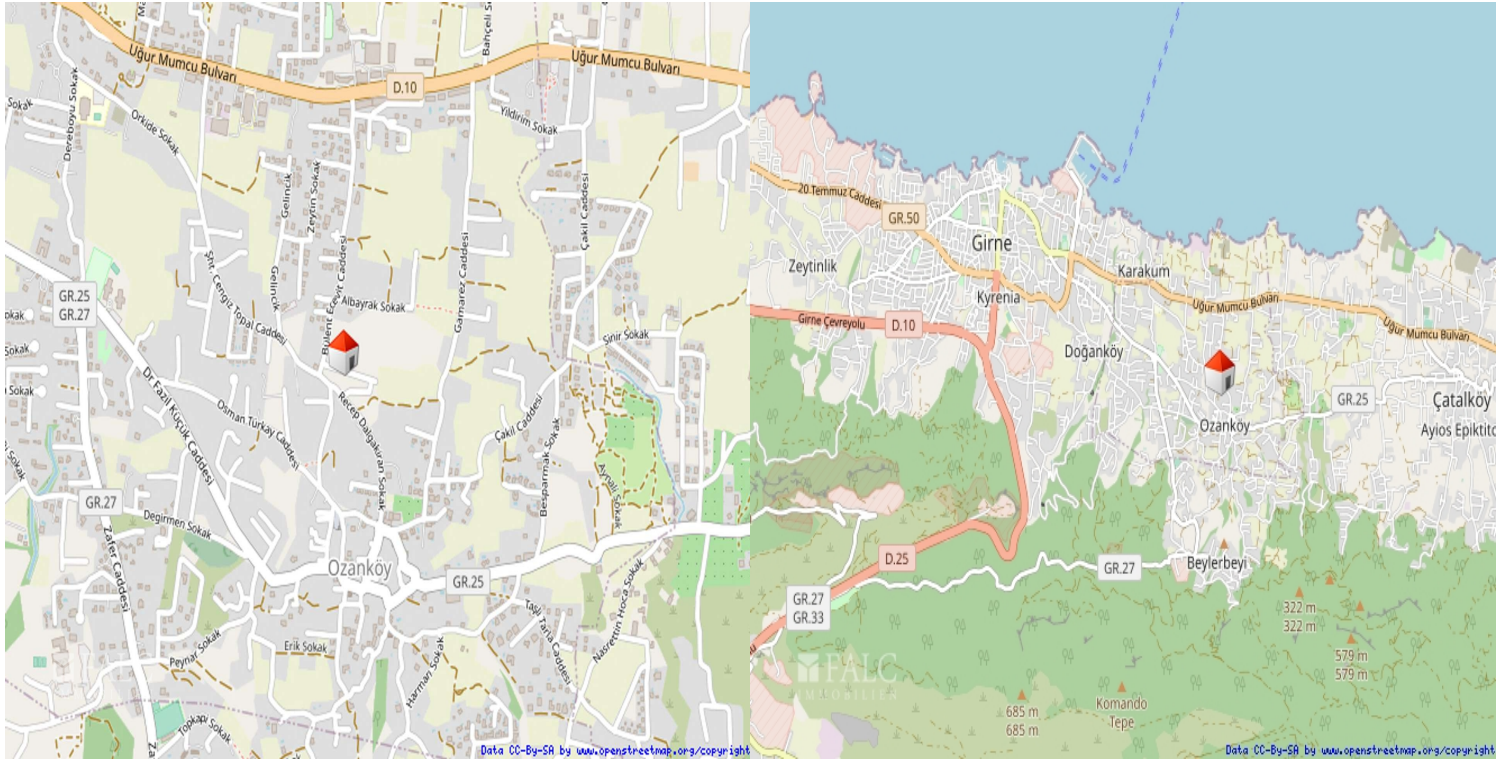 Uğur Mumcu Bulvarı
Uğur Mumcu Bulvarı
D.10
Bahçeli S
Sokak
Dereboyu Sokak
Orkide Sokak
Yıldırım Sokak
Gelincik
Zeytin Sokak
Çakıl Caddesi
Şht. Cengiz Topal Caddesi
Gelincik
Bülent Ecevit Caddesi
Albayrak Sokak
Gamarez Caddesi
GR.25
GR.27
Sınır Sokak
Sokak
Dr Fazıl Küçük Caddesi
Osman Türkay Caddesi
Recep Dalgakıran Sokak
Çakıl Caddesi
Beşparmak Sokak
Aynalı Sokak
GR.27
Degirmen Sokak
Zafer Caddesi
Ozanköy
GR.25
Taşlı Tarla Caddesi
Nasrettin Hoca Sokak
Erik Sokak
Peynar Sokak
Harman Sokak
Topkapı Sokak
Za
Data CC-By-SA by www.openstreetmap.org/copyright
20 Temmuz Caddesi
GR.50
Girne
Zeytinlik
Karakum
Kyrenia
Uğur Mumcu Bulvarı
Uğur Mumcu Bulvarı
Girne Çevreyolu
D.10
Doğanköy
GR.25
Çatalköy
Ozanköy
Ayios Epiktito
D.25
GR.27
Beylerbeyi
GR.27
GR.33
322 m
322 m
579 m
579 m
FALC
IMMOBILIEN
685 m
685 m
Komando
Tepe
Data CC-By-SA by www.openstreetmap.org/copyright